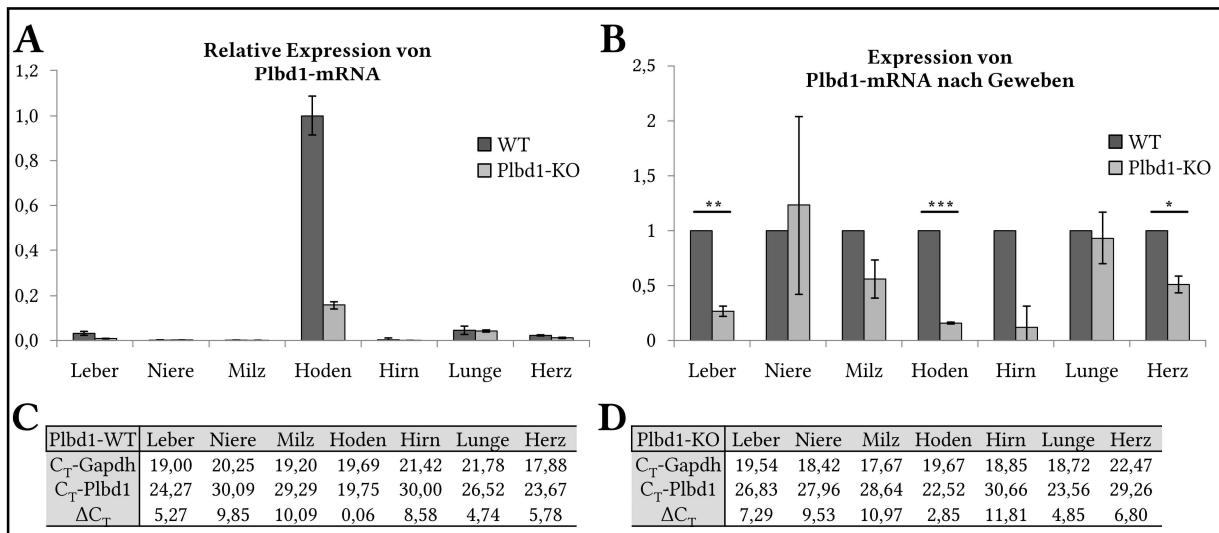 A
Relative Expression von
Plbd1-mRNA
1,2
1,0
0,8
0,6
0,4
0,2
0,0
WT
Plbd1-KO
Leber Niere Milz Hoden Hirn Lunge Herz
B
Expression von
Plbd1-mRNA nach Geweben
2,5
2
1,5
1
0,5
0
WT
Plbd1-KO
** *** *
Leber Niere Milz Hoden Hirn Lunge Herz
C
Plbd1-WT Leber Niere Milz Hoden Hirn Lunge Herz
C_T-Gapdh 19,00 20,25 19,20 19,69 21,42 21,78 17,88
C_T-Plbd1 24,27 30,09 29,29 19,75 30,00 26,52 23,67
ΔC_T 5,27 9,85 10,09 0,06 8,58 4,74 5,78
D
Plbd1-KO Leber Niere Milz Hoden Hirn Lunge Herz
C_T-Gapdh 19,54 18,42 17,67 19,67 18,85 18,72 22,47
C_T-Plbd1 26,83 27,96 28,64 22,52 30,66 23,56 29,26
ΔC_T 7,29 9,53 10,97 2,85 11,81 4,85 6,80